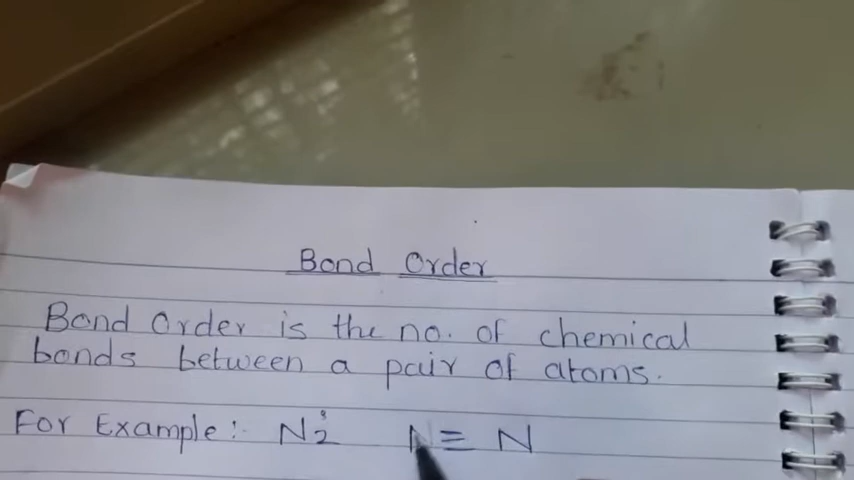 Bond Order
Bond Order is the no. of chemical
bonds between a pair of atoms.
For Example:- N2: N≡N